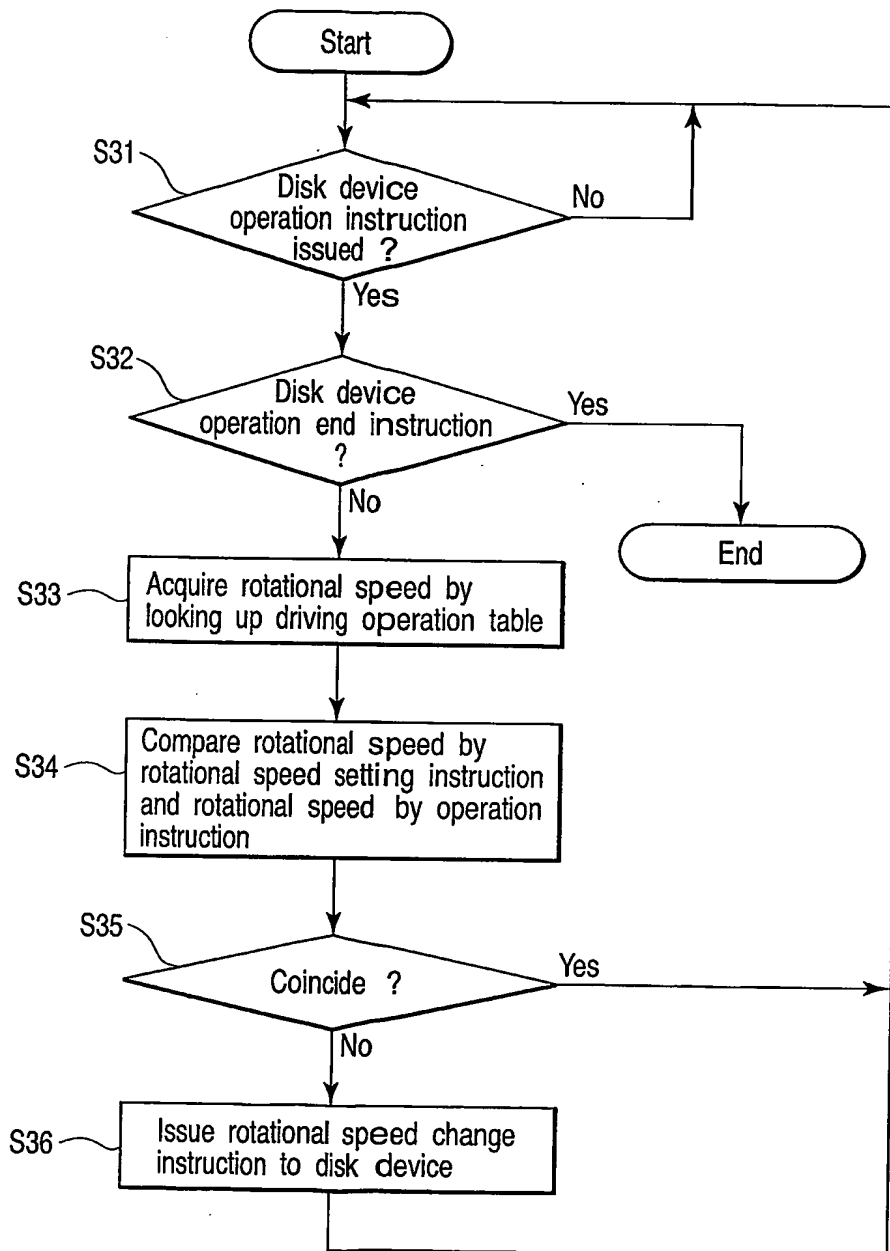 Start
S31
Disk device
operation instruction
issued ?
No
Yes
S32
Disk device
operation end instruction
?
Yes
No
End
S33
Acquire rotational speed by
looking up driving operation table
S34
Compare rotational speed by
rotational speed setting instruction
and rotational speed by operation
instruction
S35
Coincide ?
Yes
No
S36
Issue rotational speed change
instruction to disk device